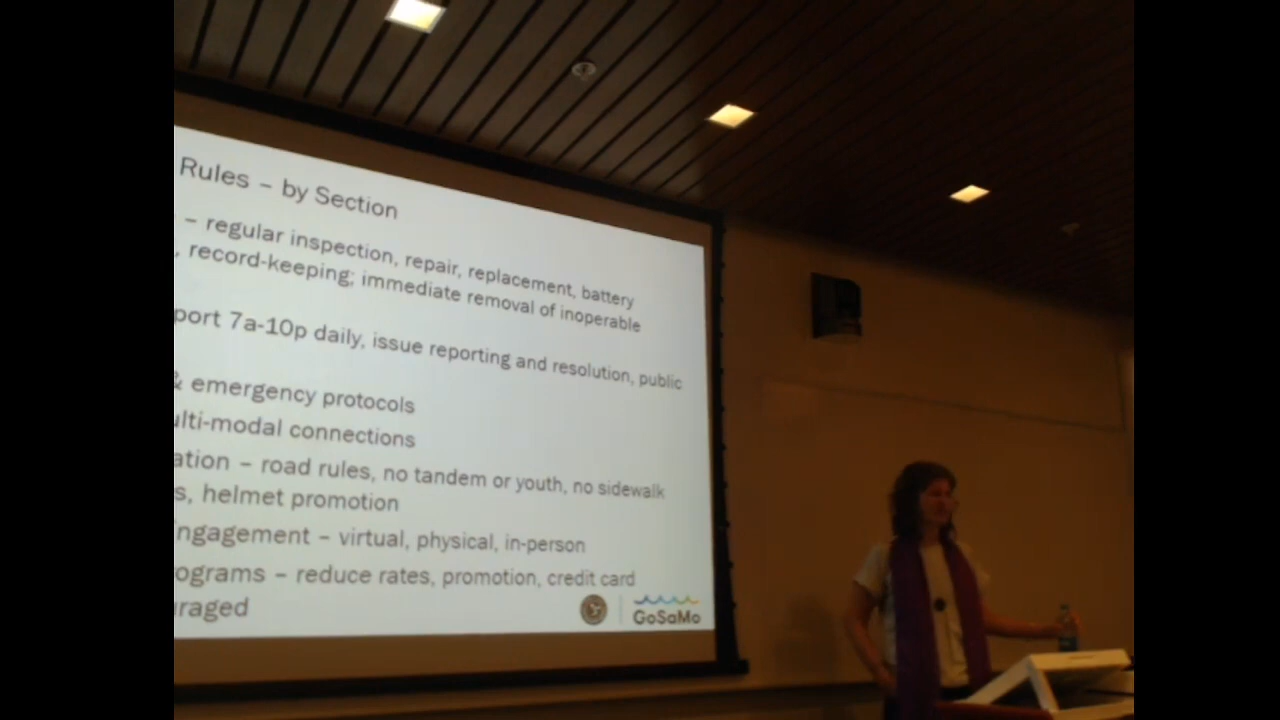 Rules – by Section
– regular inspection, repair, replacement, battery
, record-keeping; immediate removal of inoperable
port 7a-10p daily, issue reporting and resolution, public
& emergency protocols
ulti-modal connections
ation – road rules, no tandem or youth, no sidewalk
s, helmet promotion
ngagement – virtual, physical, in-person
ograms – reduce rates, promotion, credit card
uraged
GoSaMo